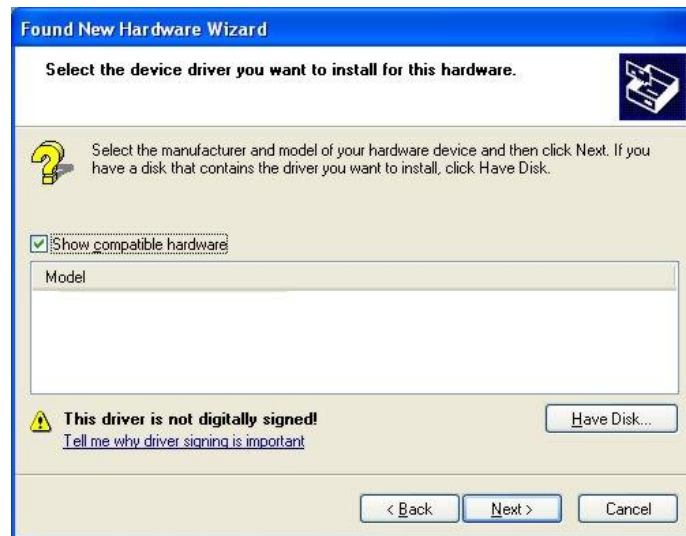 Found New Hardware Wizard
Select the device driver you want to install for this hardware.
Select the manufacturer and model of your hardware device and then click Next. If you
have a disk that contains the driver you want to install, click Have Disk.
Show compatible hardware
Model
This driver is not digitally signed!
Have Disk...
Tell me why driver signing is important
< Back
Next >
Cancel